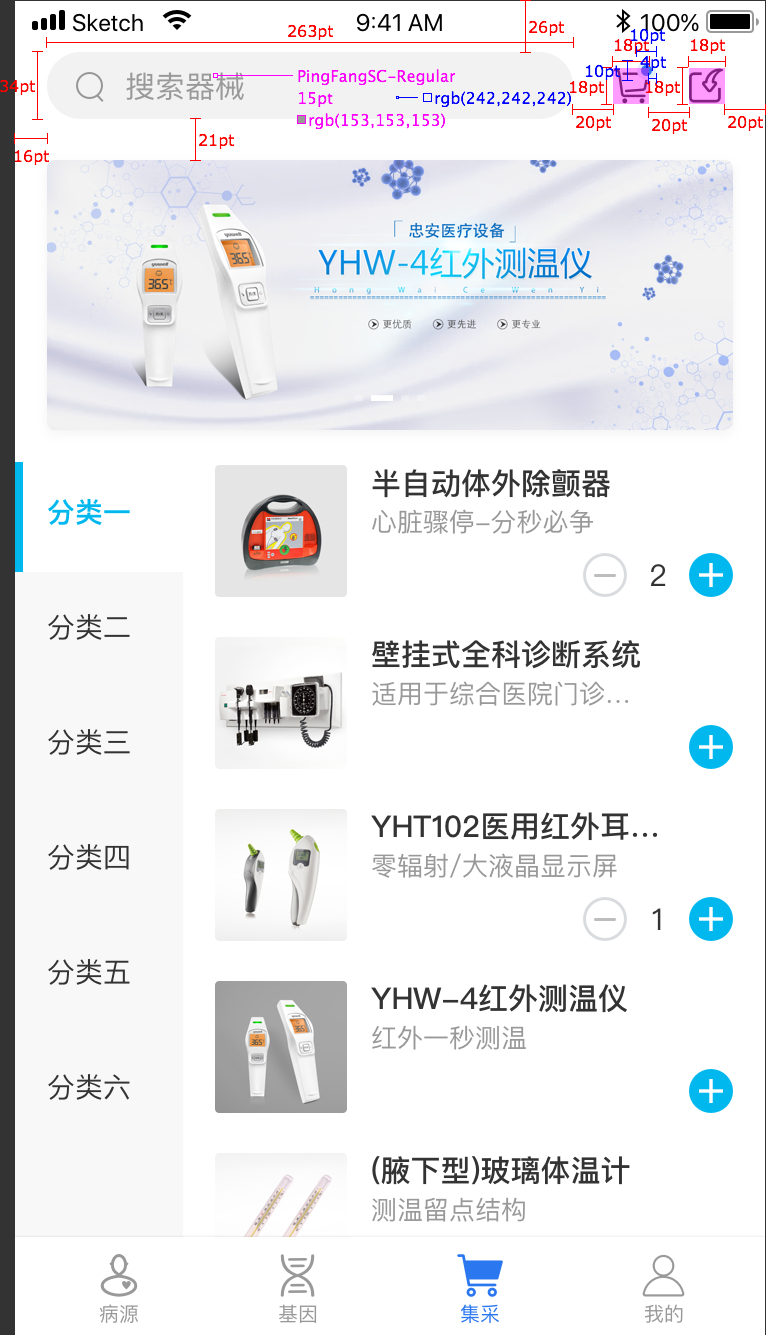 Sketch
9:41 AM
100%
263pt
26pt
10pt
18pt
18pt
4pt
10pt
34pt
搜索器械
PingFangSC-Regular
15pt
rgb(242,242,242)
rgb(153,153,153)
18pt
18pt
20pt
20pt
20pt
21pt
16pt
忠安医疗设备
YHW-4红外测温仪
Hong Wai Ce Wen Yi
更优质
更先进
更专业
分类一
分类二
分类三
分类四
分类五
分类六
半自动体外除颤器
心脏骤停-分秒必争
2
壁挂式全科诊断系统
适用于综合医院门诊...
YHT102医用红外耳...
零辐射/大液晶显示屏
1
YHW-4红外测温仪
红外一秒测温
(腋下型)玻璃体温计
测温留点结构
病源
基因
集采
我的